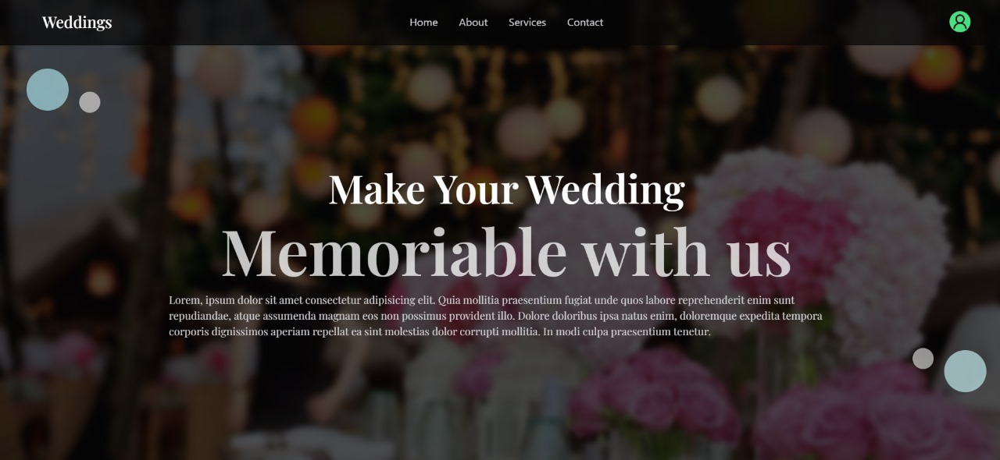 Weddings
Home About Services Contact
Make Your Wedding
Memoriable with us
Lorem, ipsum dolor sit amet consectetur adipisicing elit. Quia mollitia praesentium fugiat unde quos labore reprehenderit enim sunt
repudiandae, atque assumenda magnam eos non possimus provident illo. Dolore doloribus ipsa natus enim, doloremque expedita tempora
corporis dignissimos aperiam repellat ea sint molestias dolor corrupti mollitia. In modi culpa praesentium tenetur.